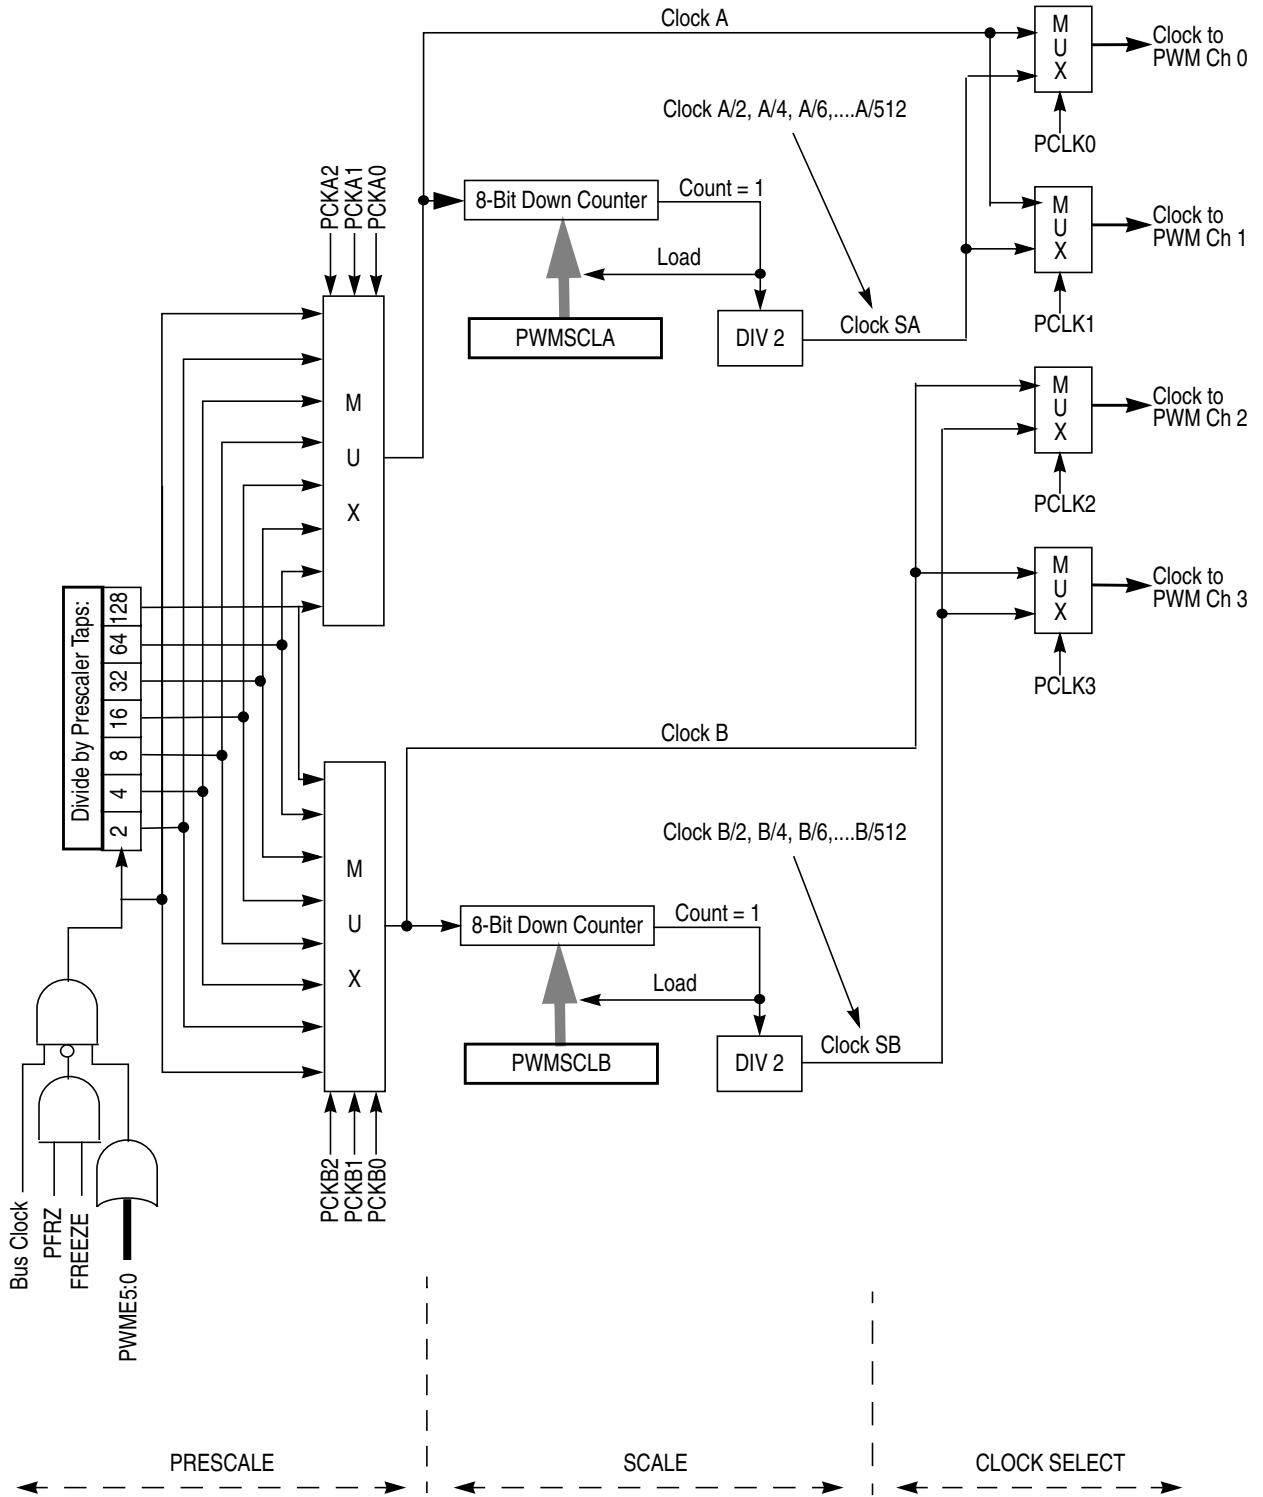 Clock A
M
U
X
Clock to
PWM Ch 0
PCLK0
Clock A/2, A/4, A/6,....A/512
PCKA2
PCKA1
PCKA0
8-Bit Down Counter
Count = 1
Load
PWMSCLA
DIV 2
Clock SA
M
U
X
Clock to
PWM Ch 1
PCLK1
M
U
X
M
U
X
Clock to
PWM Ch 2
PCLK2
M
U
X
Clock to
PWM Ch 3
PCLK3
Divide by Prescaler Taps:
128
64
32
16
8
4
2
Clock B
M
U
X
Clock B/2, B/4, B/6,....B/512
8-Bit Down Counter
Count = 1
Load
PWMSCLB
DIV 2
Clock SB
PCKB2
PCKB1
PCKB0
Bus Clock
PFRZ
FREEZE
PWME5:0
PRESCALE
SCALE
CLOCK SELECT